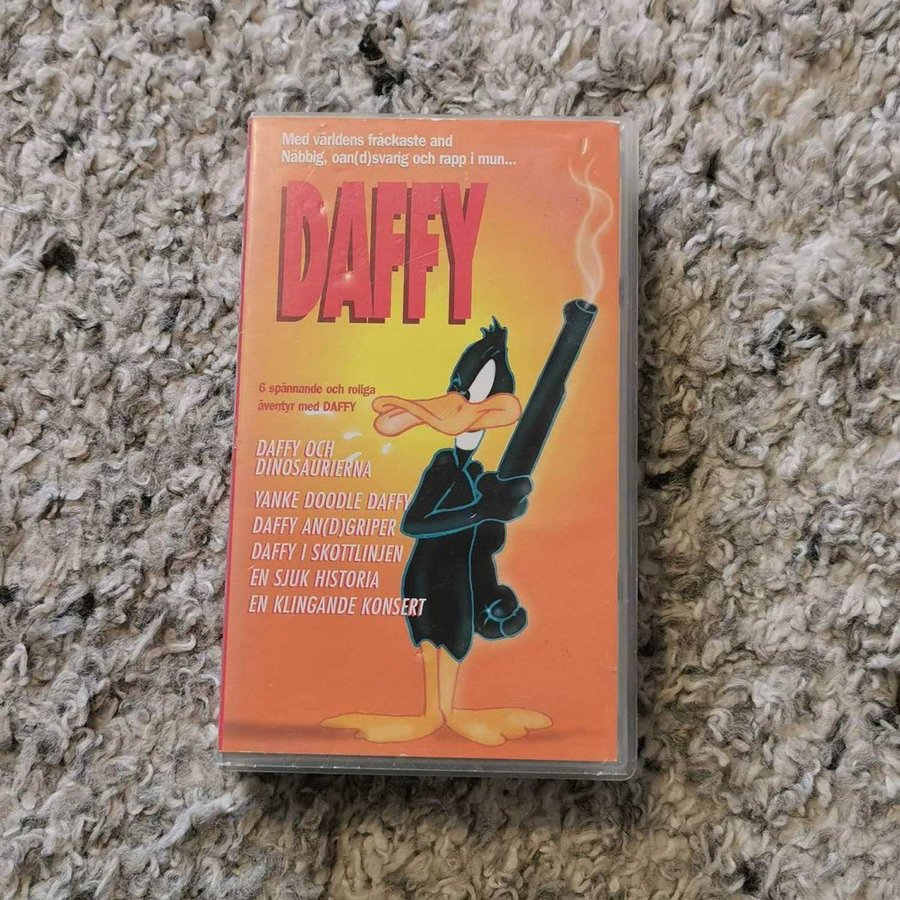 Med världens fräckaste and
Näbbig, oan(d)svarig och rapp i mun...
DAFFY
6 spännande och roliga
äventyr med DAFFY
DAFFY OCH
DINOSAURIERNA
YANKE DOODLE DAFFY
DAFFY AN(D)GRIPER
DAFFY I SKOTTLINJEN
EN SJUK HISTORIA
EN KLINGANDE KONSERT